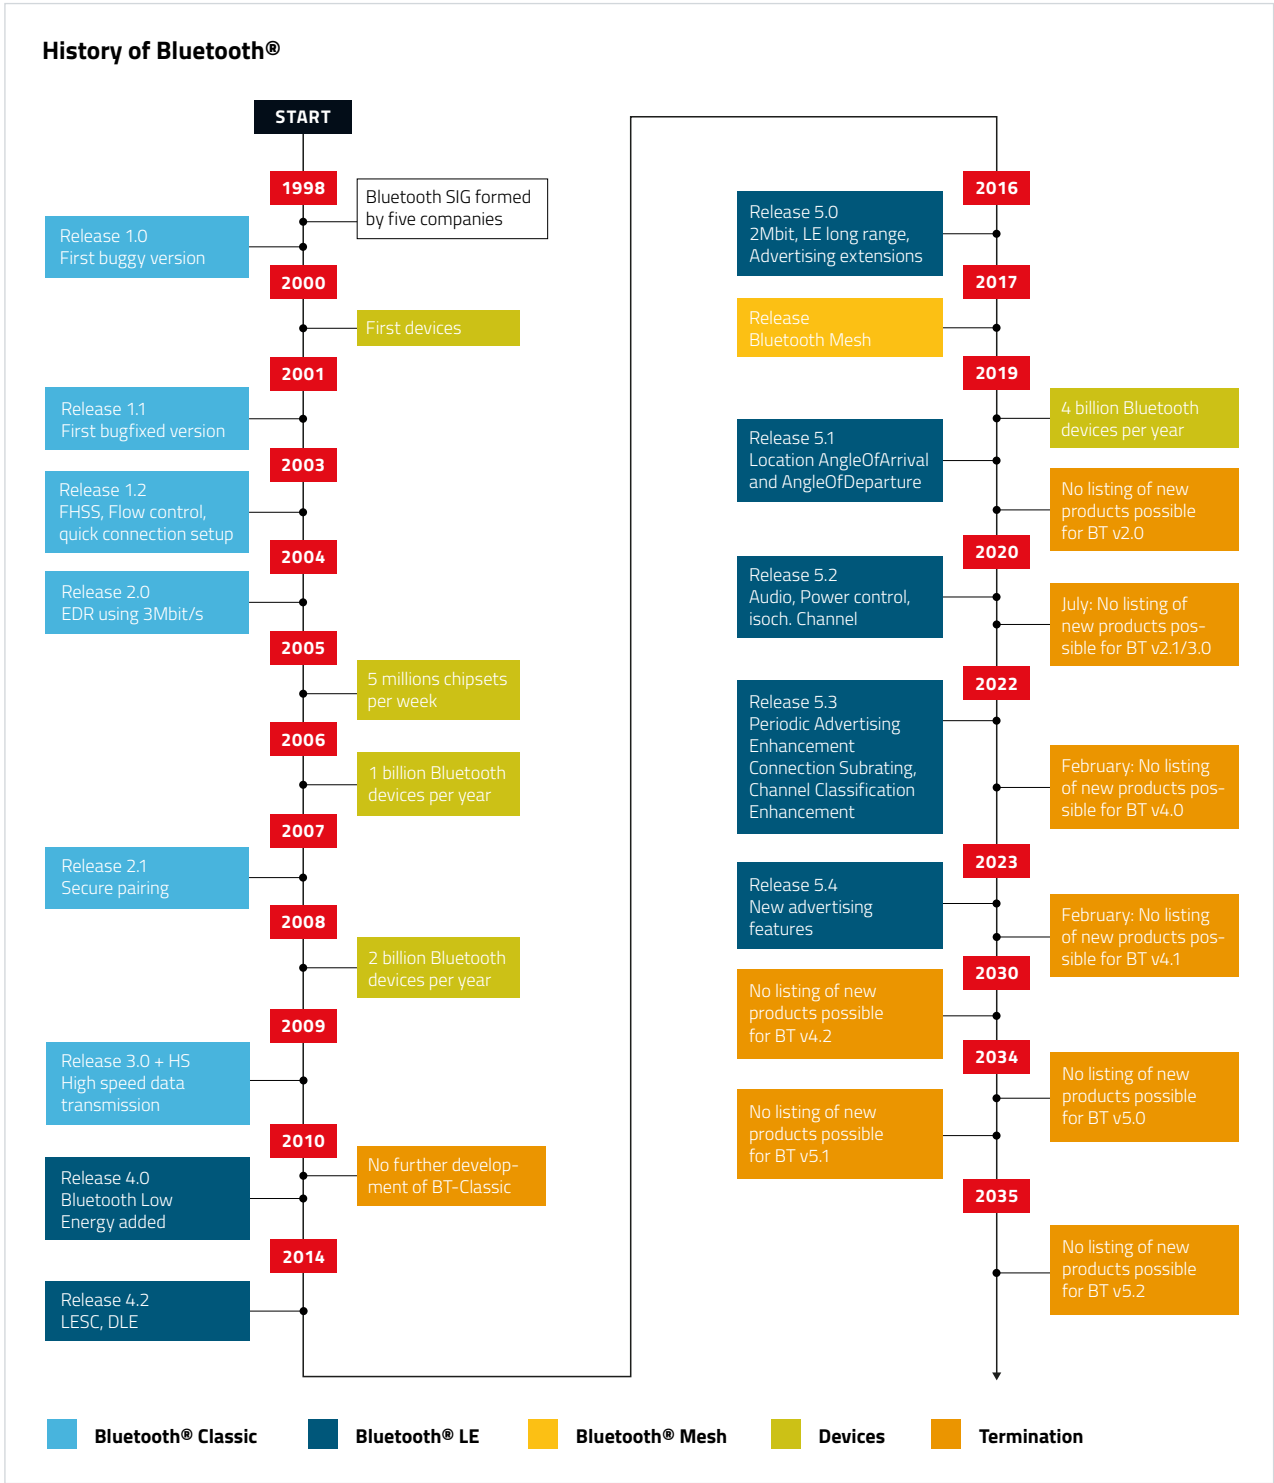 History of Bluetooth®
START
1998
Bluetooth SIG formed
by five companies
Release 1.0
First buggy version
2000
First devices
2001
Release 1.1
First bugfixed version
2003
Release 1.2
FHSS, Flow control,
quick connection setup
2004
Release 2.0
EDR using 3Mbit/s
2005
5 millions chipsets
per week
2006
1 billion Bluetooth
devices per year
2007
Release 2.1
Secure pairing
2008
2 billion Bluetooth
devices per year
2009
Release 3.0 + HS
High speed data
transmission
2010
No further develop-
ment of BT-Classic
Release 4.0
Bluetooth Low
Energy added
2014
Release 4.2
LESC, DLE
2016
Release 5.0
2Mbit, LE long range,
Advertising extensions
2017
Release
Bluetooth Mesh
2019
4 billion Bluetooth
devices per year
Release 5.1
Location AngleOfArrival
and AngleOfDeparture
No listing of new
products possible
for BT v2.0
2020
Release 5.2
Audio, Power control,
isoch. Channel
July: No listing of
new products pos-
sible for BT v2.1/3.0
2022
Release 5.3
Periodic Advertising
Enhancement
Connection Subrating,
Channel Classification
Enhancement
February: No listing
of new products pos-
sible for BT v4.0
2023
Release 5.4
New advertising
features
February: No listing
of new products pos-
sible for BT v4.1
2030
No listing of new
products possible
for BT v4.2
2034
No listing of new
products possible
for BT v5.0
No listing of new
products possible
for BT v5.1
2035
No listing of new
products possible
for BT v5.2
Bluetooth® Classic
Bluetooth® LE
Bluetooth® Mesh
Devices
Termination